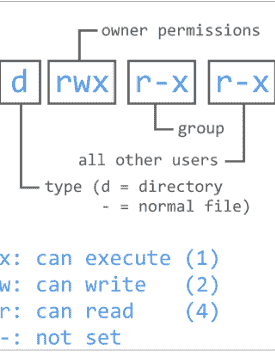 owner permissions
d rwx r-x r-x
group
all other users
type (d = directory
- = normal file)
x: can execute (1)
w: can write (2)
r: can read (4)
-: not set